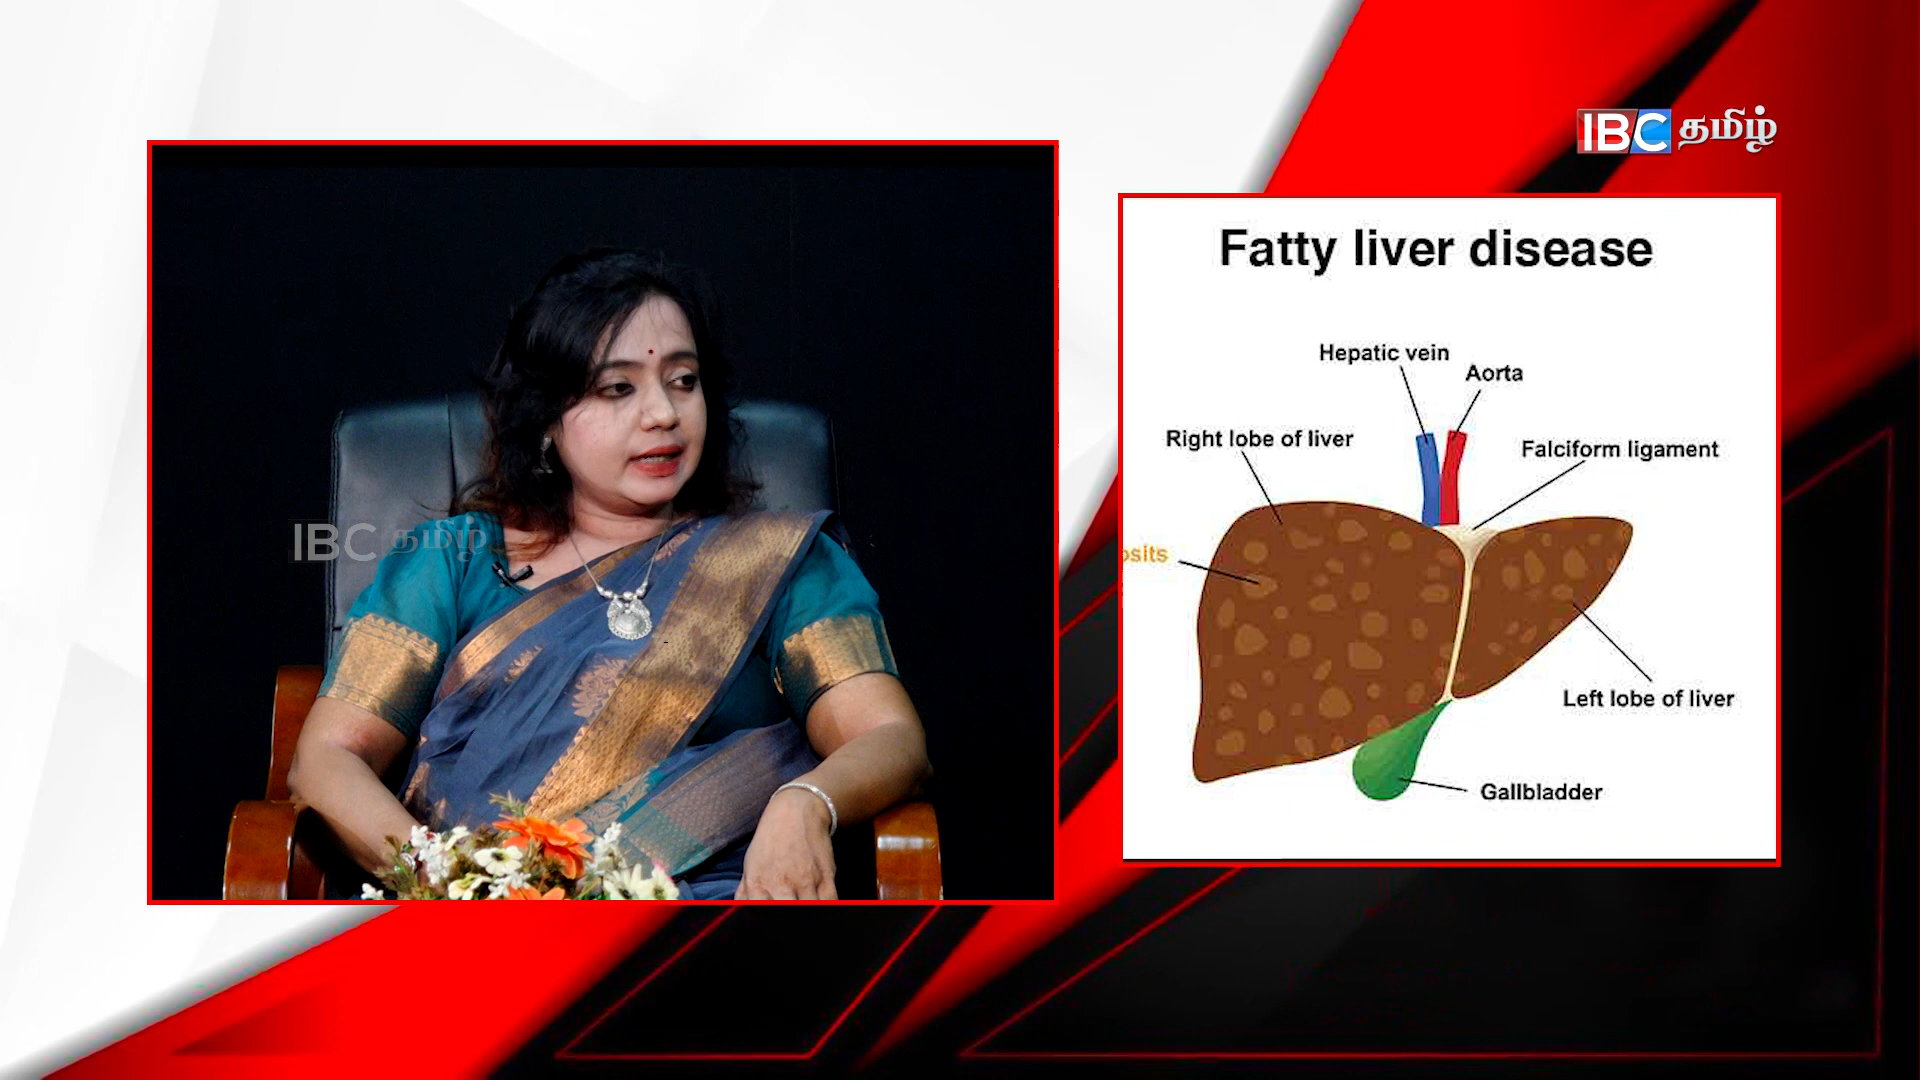 IBC தமிழ்
IBC தமிழ்
Fatty liver disease
Hepatic vein
Aorta
Right lobe of liver
Falciform ligament
osits
Left lobe of liver
Gallbladder